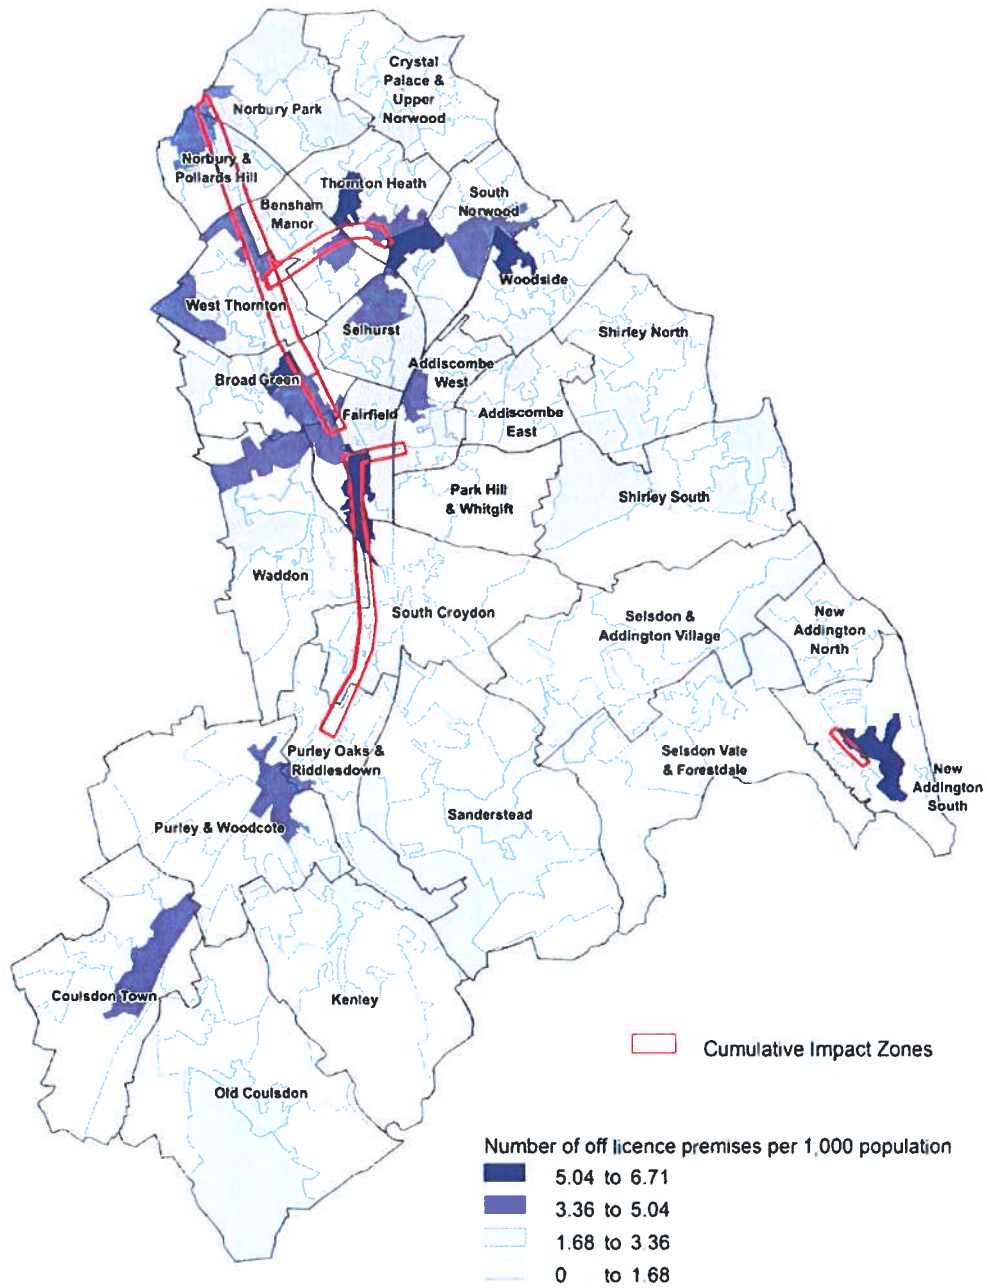 Crystal
Palace &
Upper
Norwood
Norbury Park
Norbury &
Pollards Hill
Thornton Heath
Bensham
Manor
South
Norwood
Woodside
West Thornton
Selhurst
Shirley North
Addiscombe
West
Broad Green
Fairfield
Addiscombe
East
Park Hill
& Whitgift
Shirley South
Waddon
South Croydon
Selsdon &
Addington Village
New
Addington
North
Purley Oaks &
Riddlesdown
Selsdon Vale
& Forestdale
New
Addington
South
Sanderstead
Purley & Woodcote
Coulsdon Town
Kenley
Old Coulsdon
Cumulative Impact Zones
Number of off licence premises per 1,000 population
5.04 to 6.71
3.36 to 5.04
1.68 to 3.36
0 to 1.68